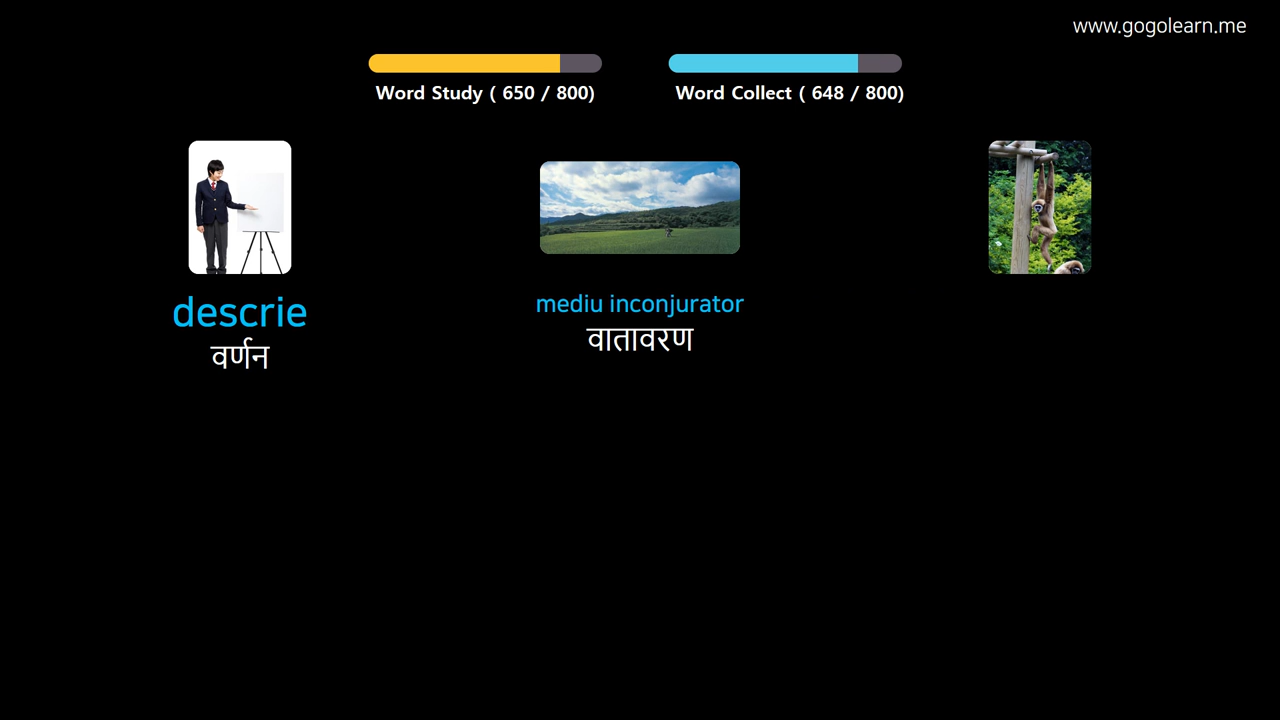 www.gogolearn.me
Word Study ( 650 / 800)
Word Collect ( 648 / 800)
descrie
वर्णन
mediu inconjurator
वातावरण